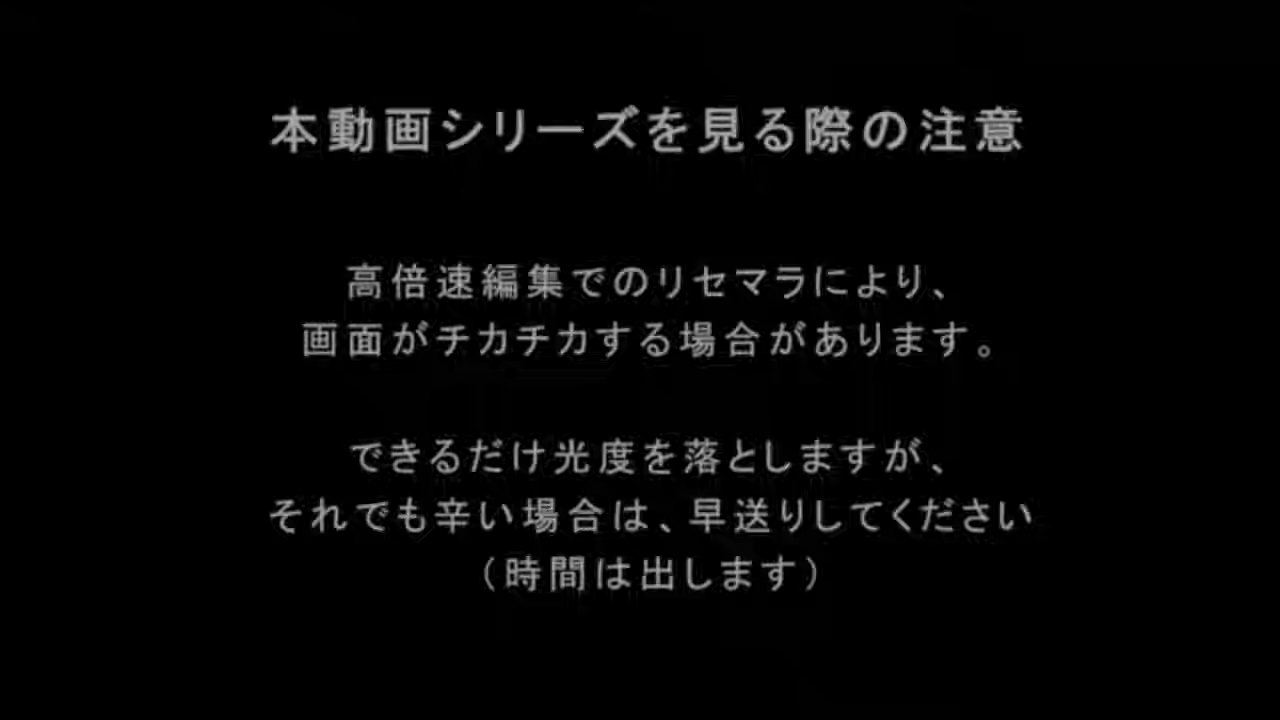 本動画シリーズを見る際の注意
高倍速編集でのリセマラにより、
画面がチカチカする場合があります。
できるだけ光度を落としますが、
それでも辛い場合は、早送りしてください
（時間は出します）